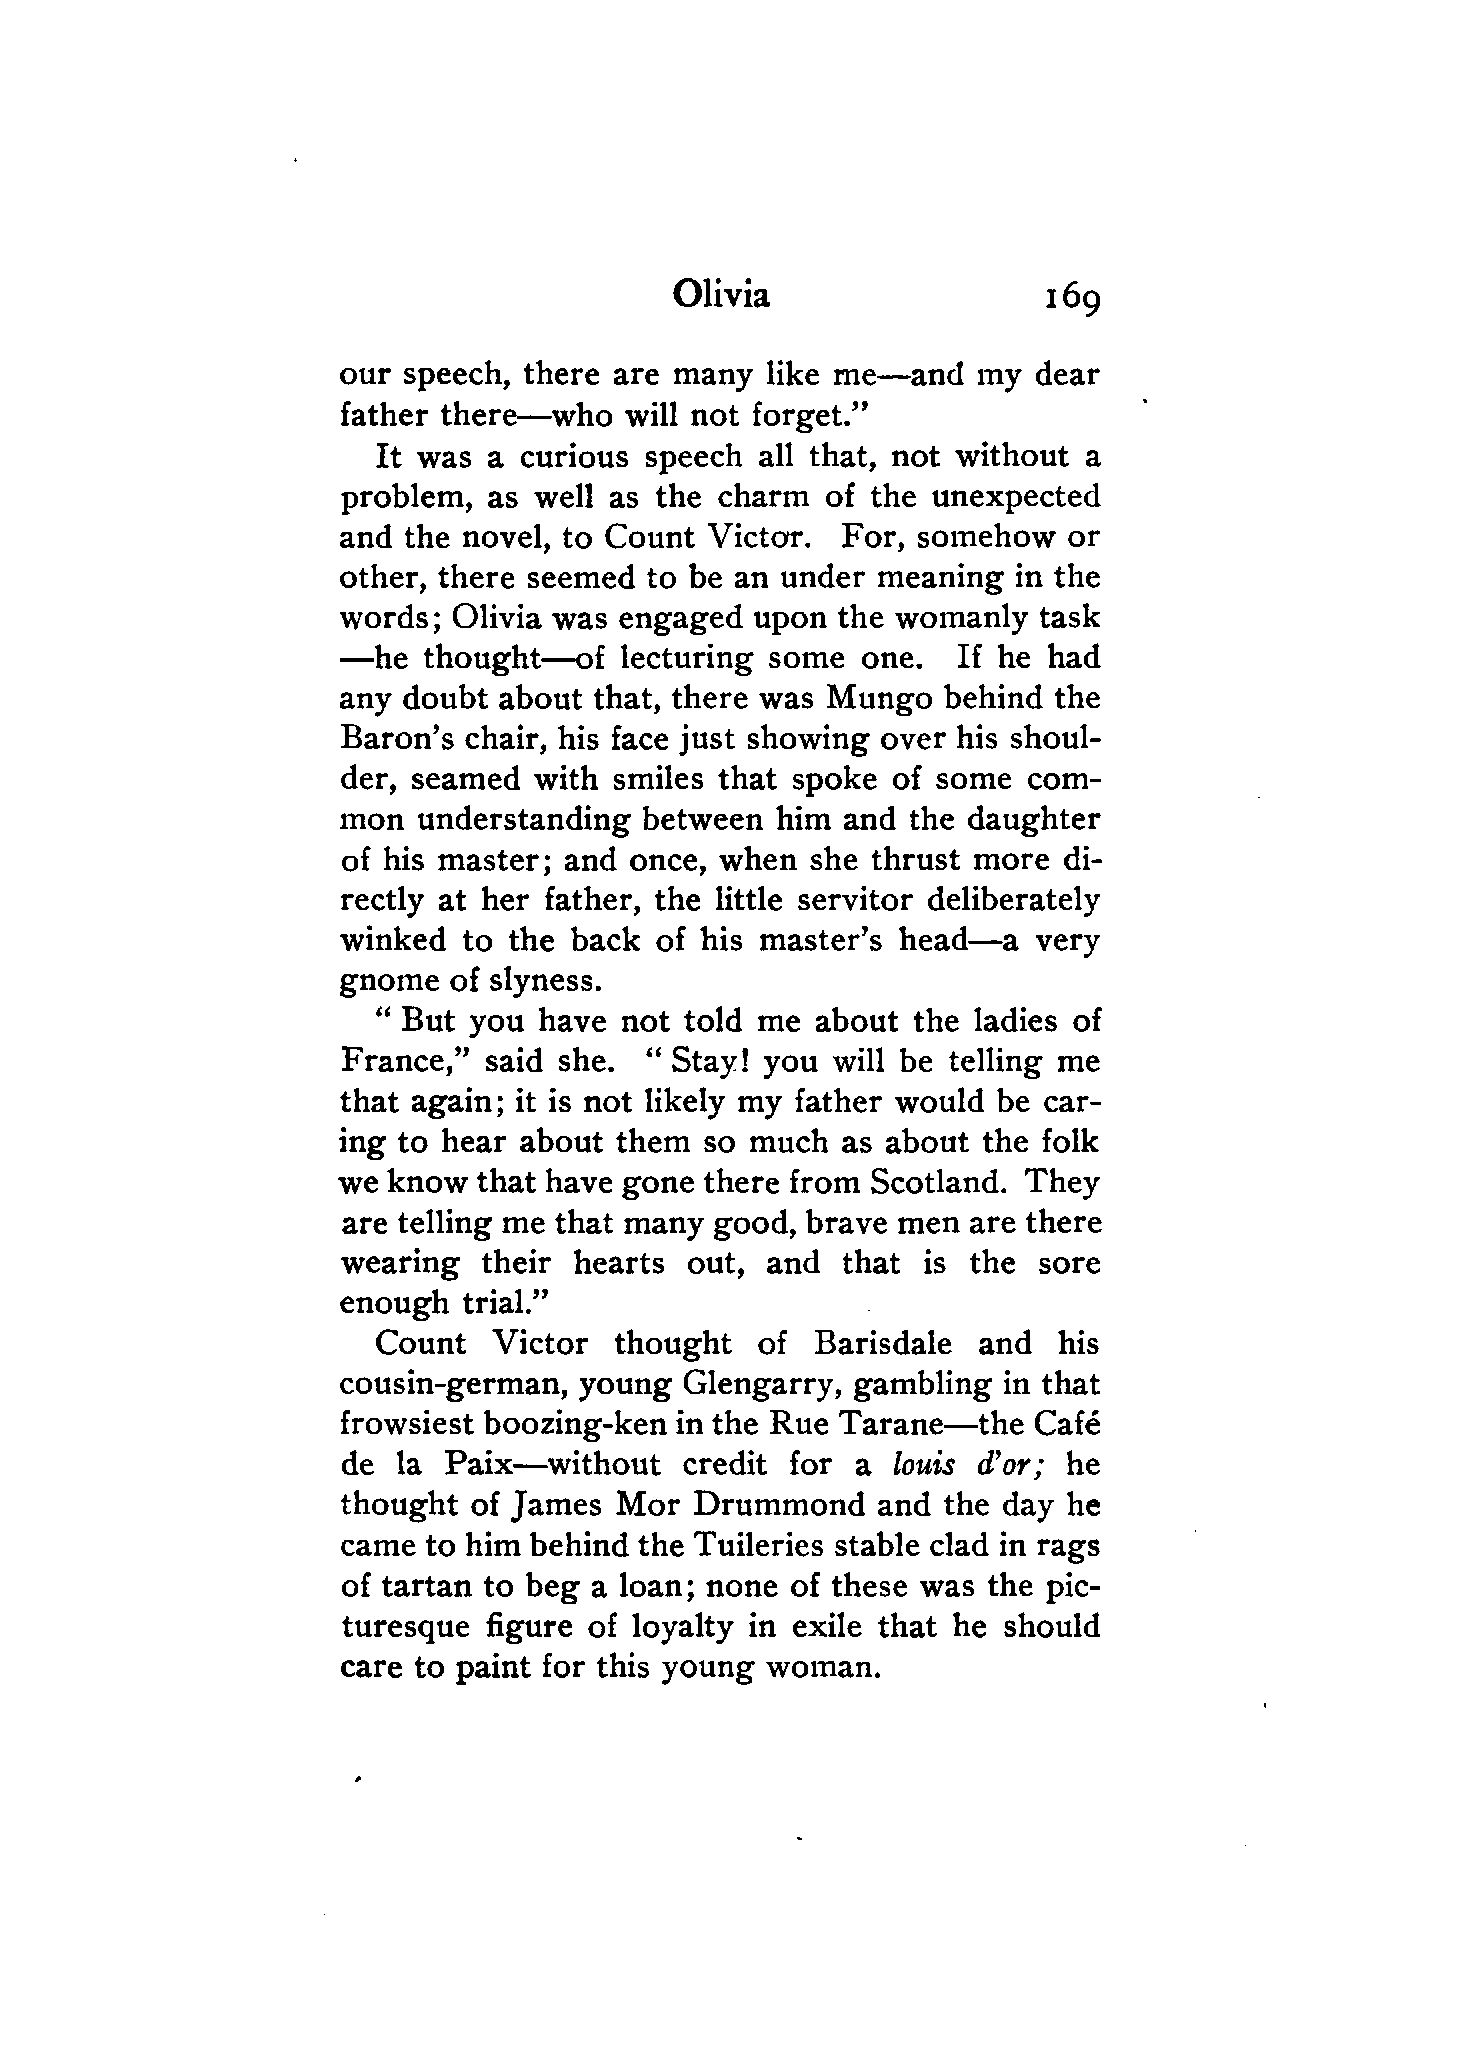 Olivia 169
our speech, there are many like me—and my dear
father there—who will not forget.”
It was a curious speech all that, not without a
problem, as well as the charm of the unexpected
and the novel, to Count Victor. For, somehow or
other, there seemed to be an under meaning in the
words; Olivia was engaged upon the womanly task
—he thought—of lecturing some one. If he had
any doubt about that, there was Mungo behind the
Baron’s chair, his face just showing over his shoul-
der, seamed with smiles that spoke of some com-
mon understanding between him and the daughter
of his master; and once, when she thrust more di-
rectly at her father, the little servitor deliberately
winked to the back of his master’s head—a very
gnome of slyness.
“ But you have not told me about the ladies of
France,” said she. “ Stay! you will be telling me
that again; it is not likely my father would be car-
ing to hear about them so much as about the folk
we know that have gone there from Scotland. They
are telling me that many good, brave men are there
wearing their hearts out, and that is the sore
enough trial.”
Count Victor thought of Barisdale and his
cousin-german, young Glengarry, gambling in that
frowsiest boozing-ken in the Rue Tarane—the Café
de la Paix—without credit for a louis d’or; he
thought of James Mor Drummond and the day he
came to him behind the Tuileries stable clad in rags
of tartan to beg a loan; none of these was the pic-
turesque figure of loyalty in exile that he should
care to paint for this young woman.